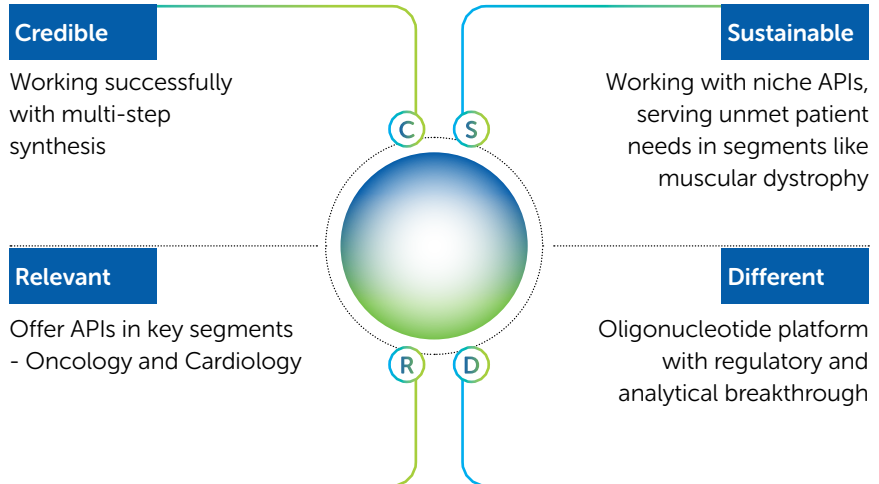 Credible
Working successfully
with multi-step
synthesis
C
S
Sustainable
Working with niche APIs,
serving unmet patient
needs in segments like
muscular dystrophy
Relevant
Offer APIs in key segments
- Oncology and Cardiology
R
D
Different
Oligonucleotide platform
with regulatory and
analytical breakthrough